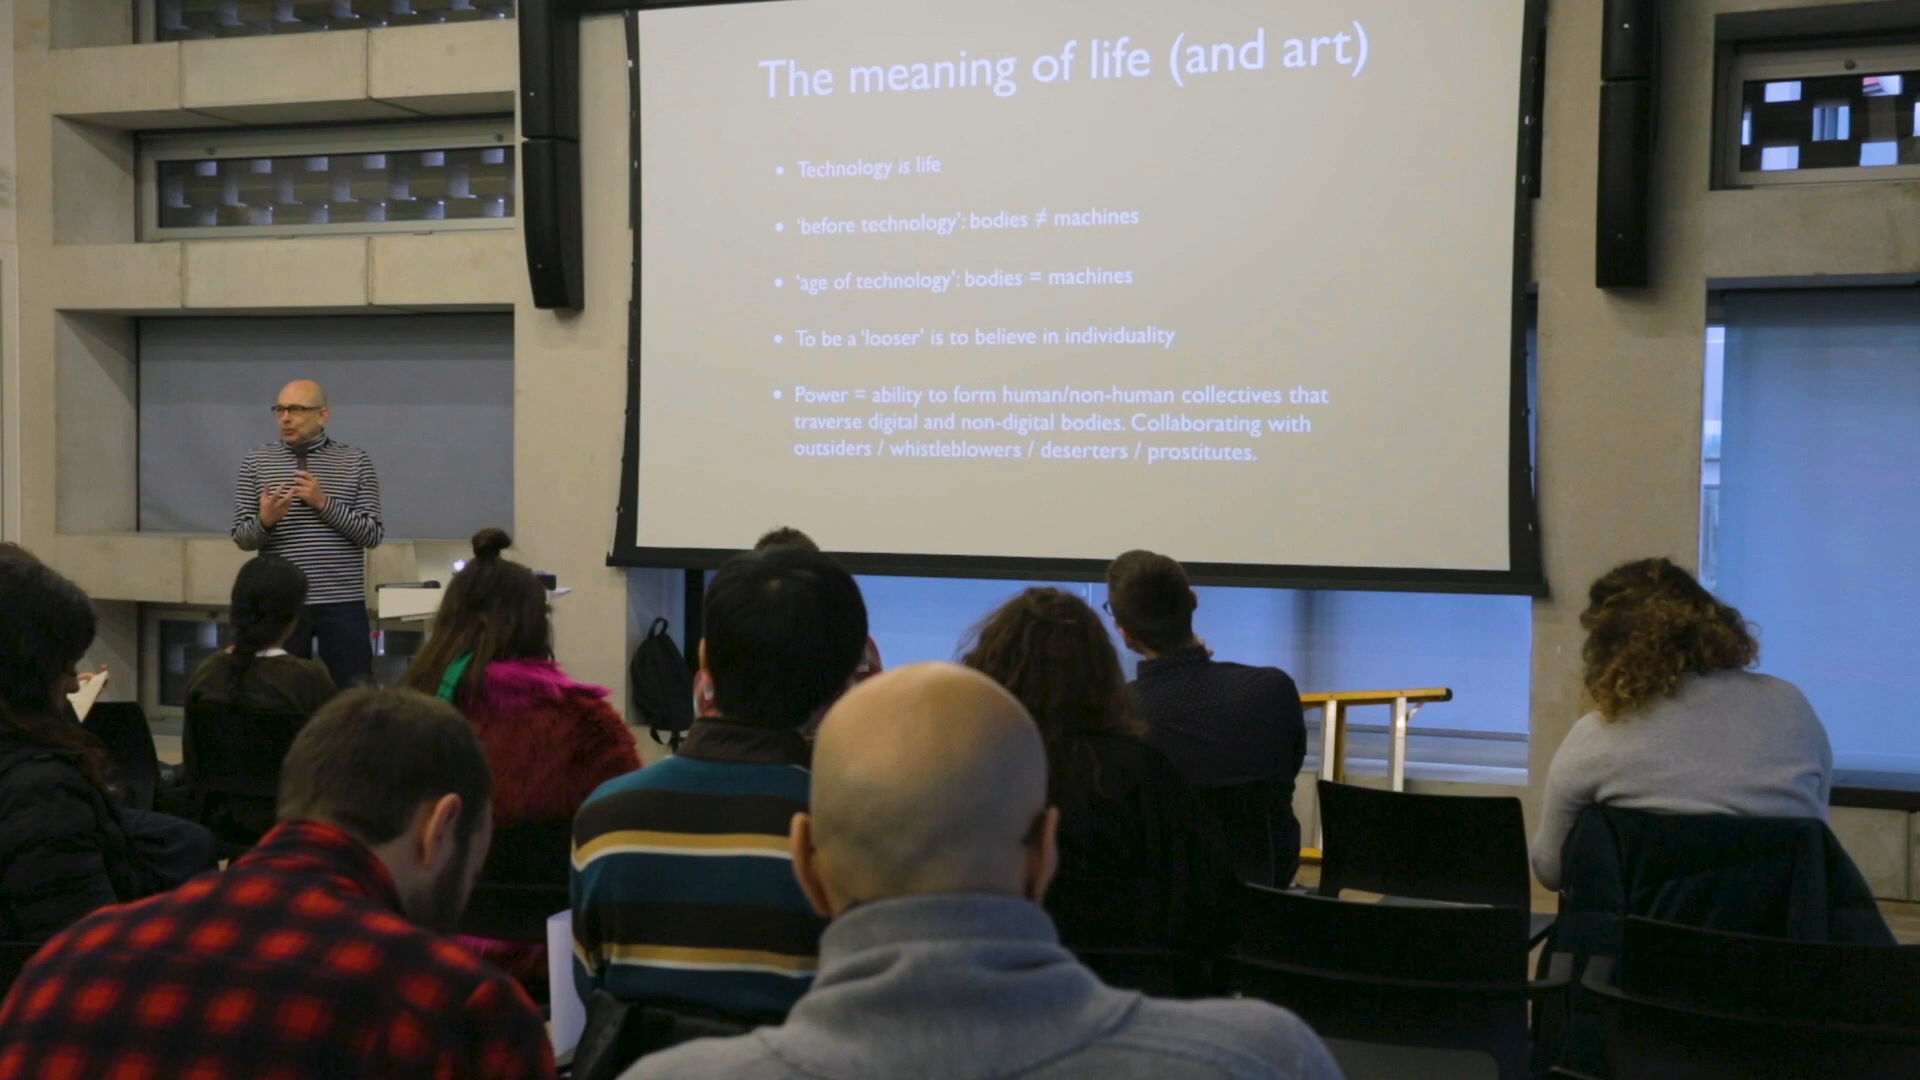 The meaning of life (and art)
• Technology is life
• ‘before technology’: bodies ≠ machines
• ‘age of technology’: bodies = machines
• To be a ‘looser’ is to believe in individuality
• Power = ability to form human/non-human collectives that
traverse digital and non-digital bodies. Collaborating with
outsiders / whistleblowers / deserters / prostitutes.